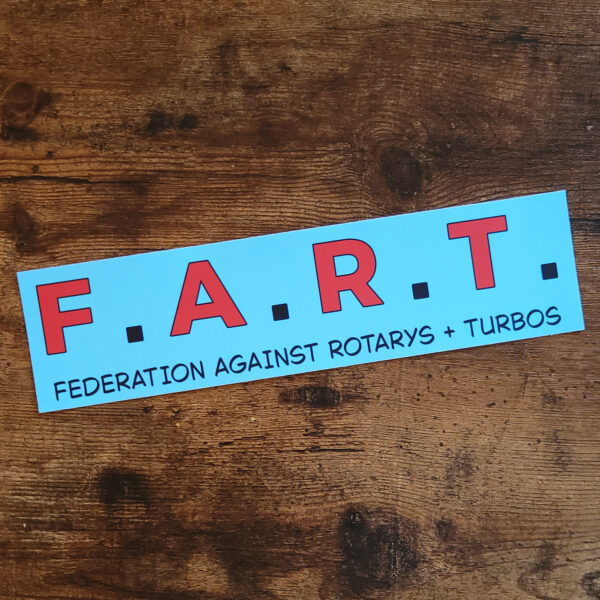 F.A.R.T.
FEDERATION AGAINST ROTARYS + TURBOS